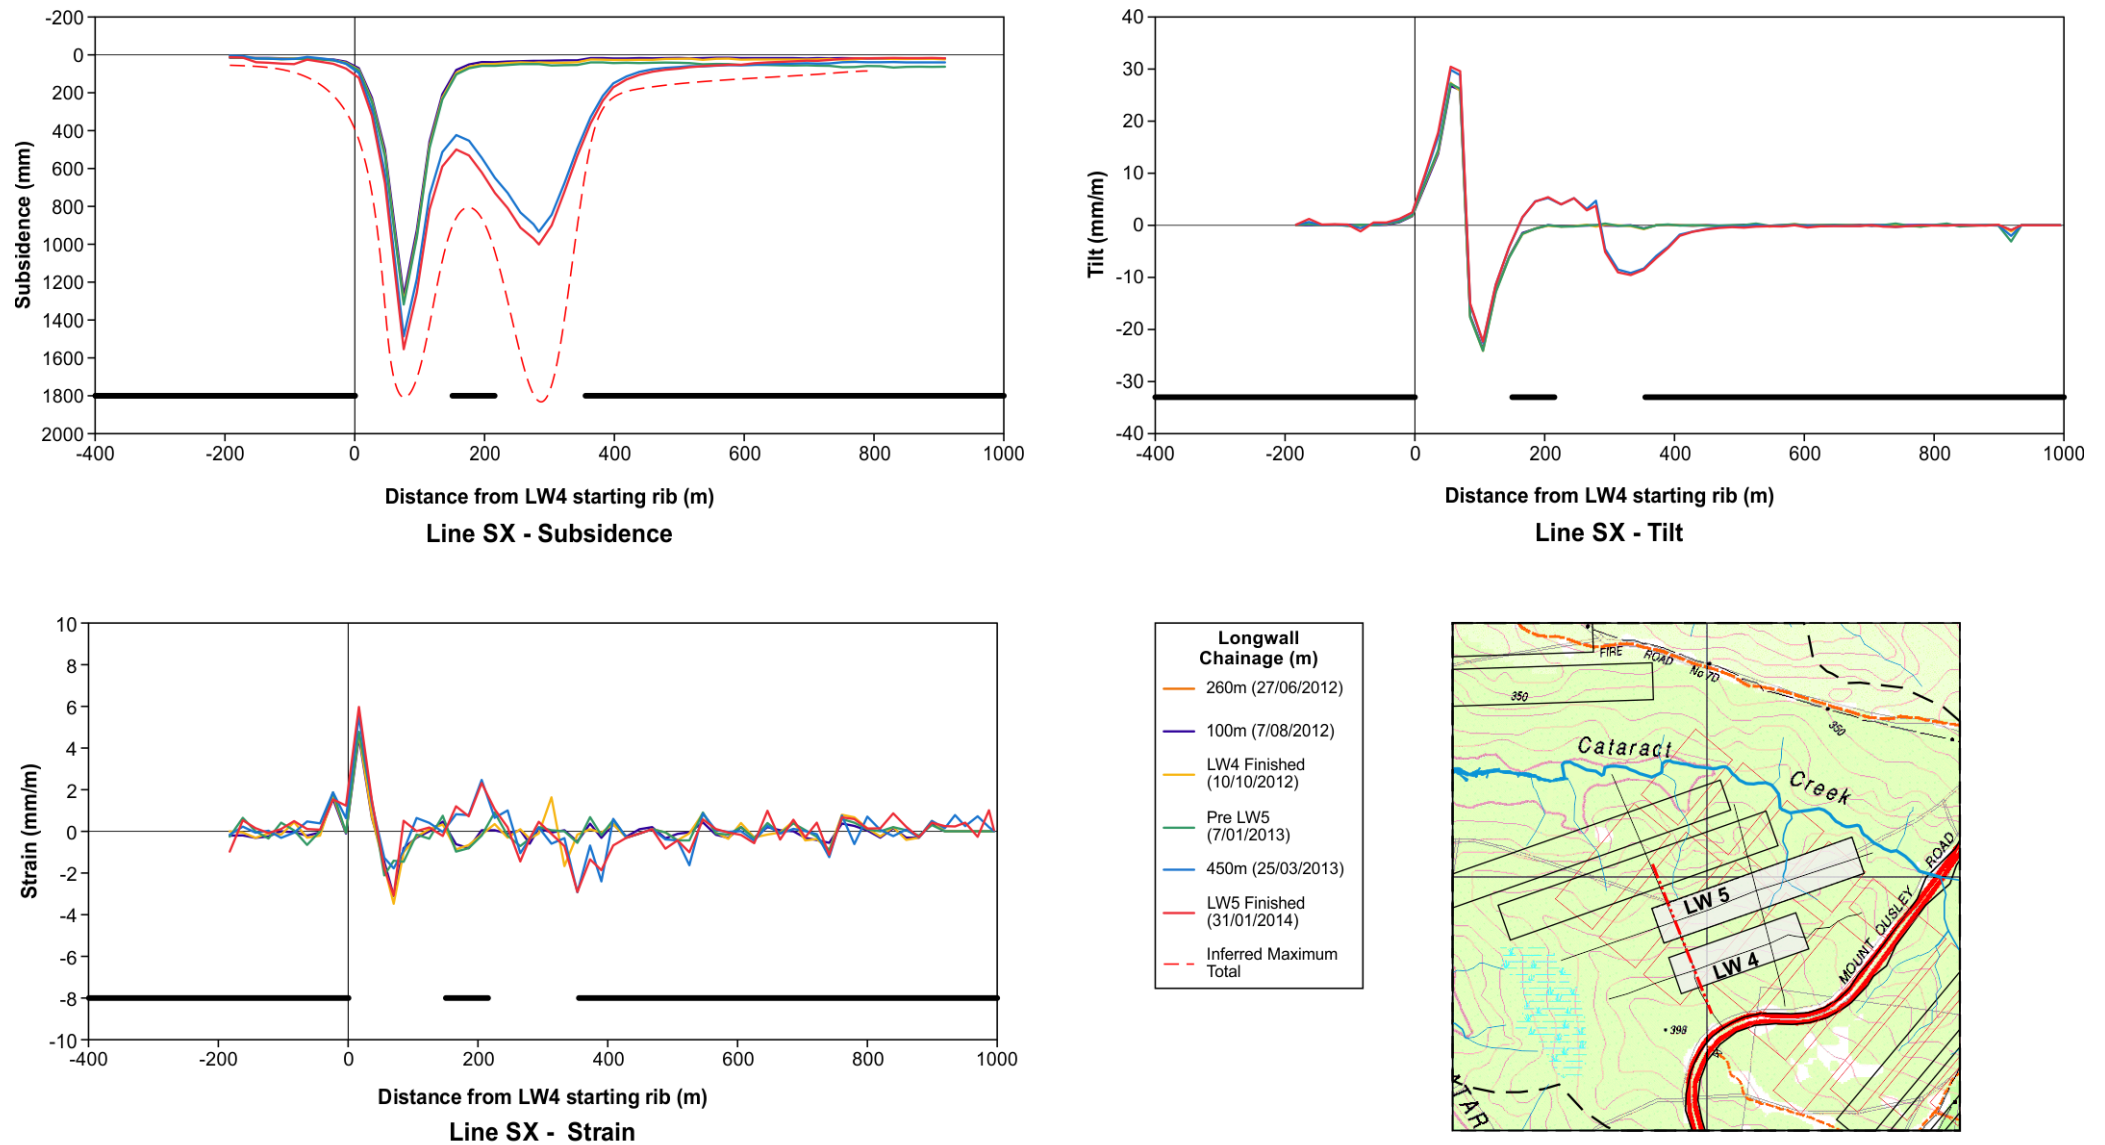 -200
0
200
400
600
800
1000
1200
1400
1600
1800
2000
Subsidence (mm)
-400 -200 0 200 400 600 800 1000
Distance from LW4 starting rib (m)
Line SX - Subsidence
40
30
20
10
0
-10
-20
-30
-40
Tilt (mm/m)
-400 -200 0 200 400 600 800 1000
Distance from LW4 starting rib (m)
Line SX - Tilt
10
8
6
4
2
0
-2
-4
-6
-8
-10
Strain (mm/m)
-400 -200 0 200 400 600 800 1000
Distance from LW4 starting rib (m)
Line SX - Strain
Longwall
Chainage (m)
260m (27/06/2012)
100m (7/08/2012)
LW4 Finished
(10/10/2012)
Pre LW5
(7/01/2013)
450m (25/03/2013)
LW5 Finished
(31/01/2014)
Inferred Maximum
Total
FIRE ROAD No 7D
350
350
Cataract Creek
LW 5
LW 4
MOUNT OUSLEY ROAD
398